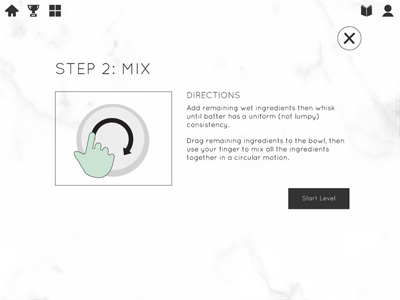 STEP 2: MIX
DIRECTIONS
Add remaining wet ingredients then whisk
until batter has a uniform (not lumpy)
consistency.
Drag remaining ingredients to the bowl, then
use your finger to mix all the ingredients
together in a circular motion.
Start Level